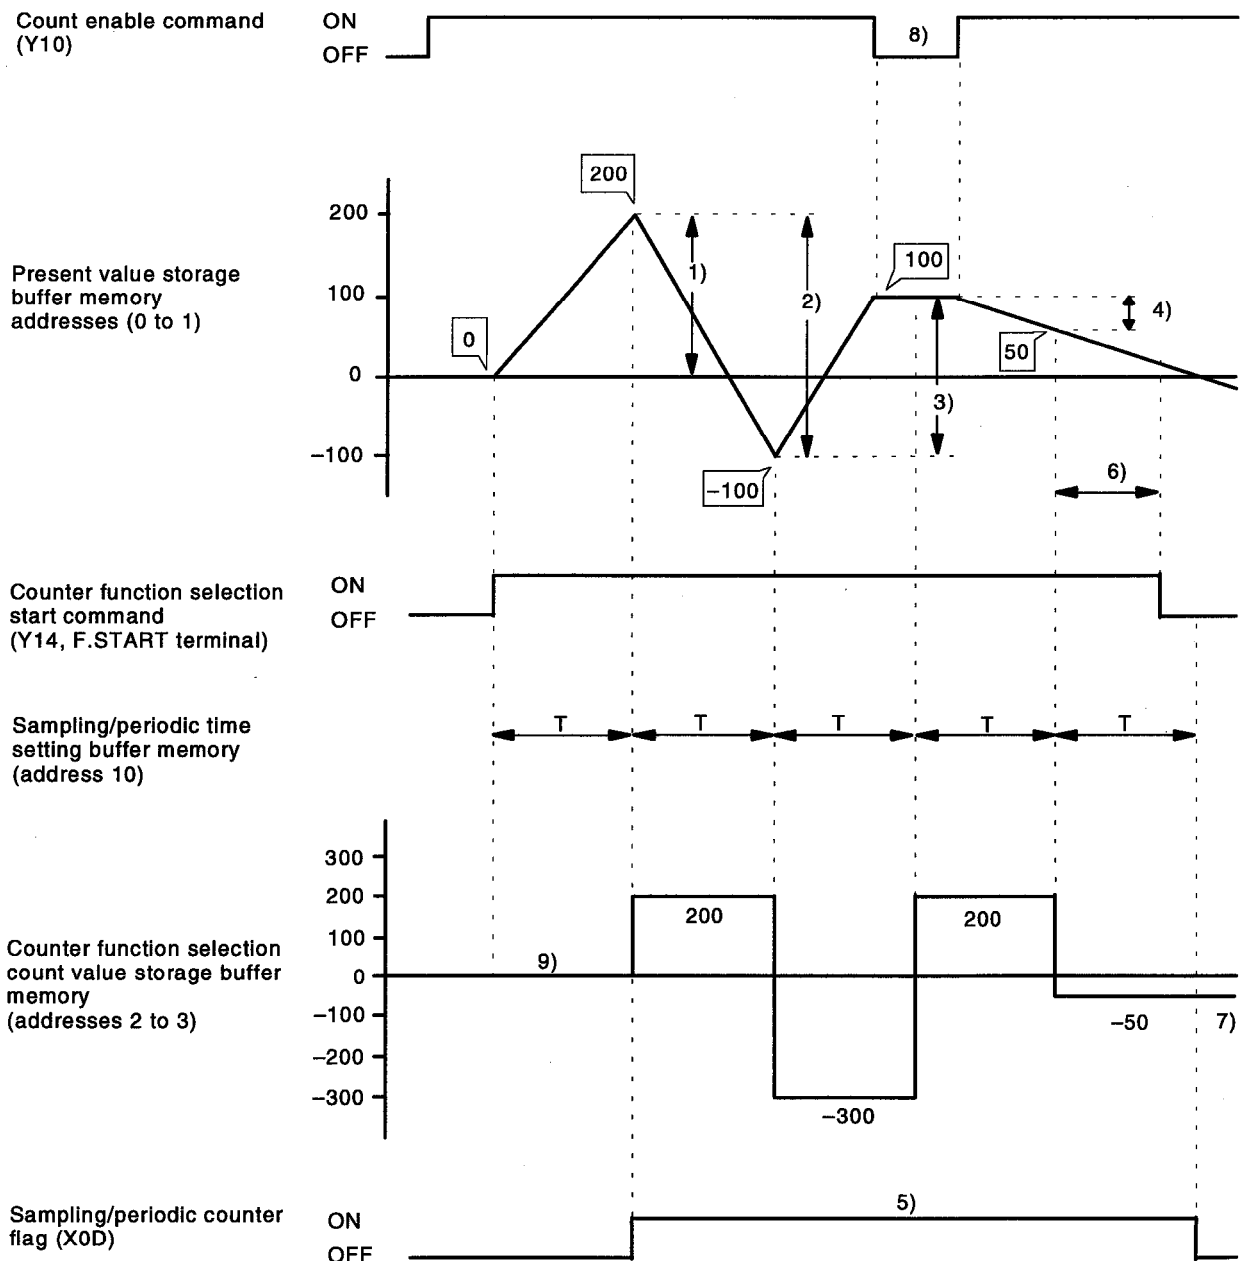 Count enable command
(Y10)
ON
OFF
8)
200
200
100
0
-100
Present value storage
buffer memory
addresses (0 to 1)
0
1)
2)
100
3)
4)
50
-100
6)
Counter function selection
start command
(Y14, F.START terminal)
ON
OFF
Sampling/periodic time
setting buffer memory
(address 10)
T
T
T
T
T
Counter function selection
count value storage buffer
memory
(addresses 2 to 3)
300
200
100
0
-100
-200
-300
9)
200
-300
200
-50
7)
Sampling/periodic counter
flag (X0D)
ON
OFF
5)